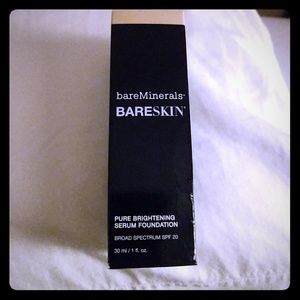 bareMinerals®
BARESKIN®
PURE BRIGHTENING
SERUM FOUNDATION
BROAD SPECTRUM SPF 20
30 ml / 1 fl. oz.